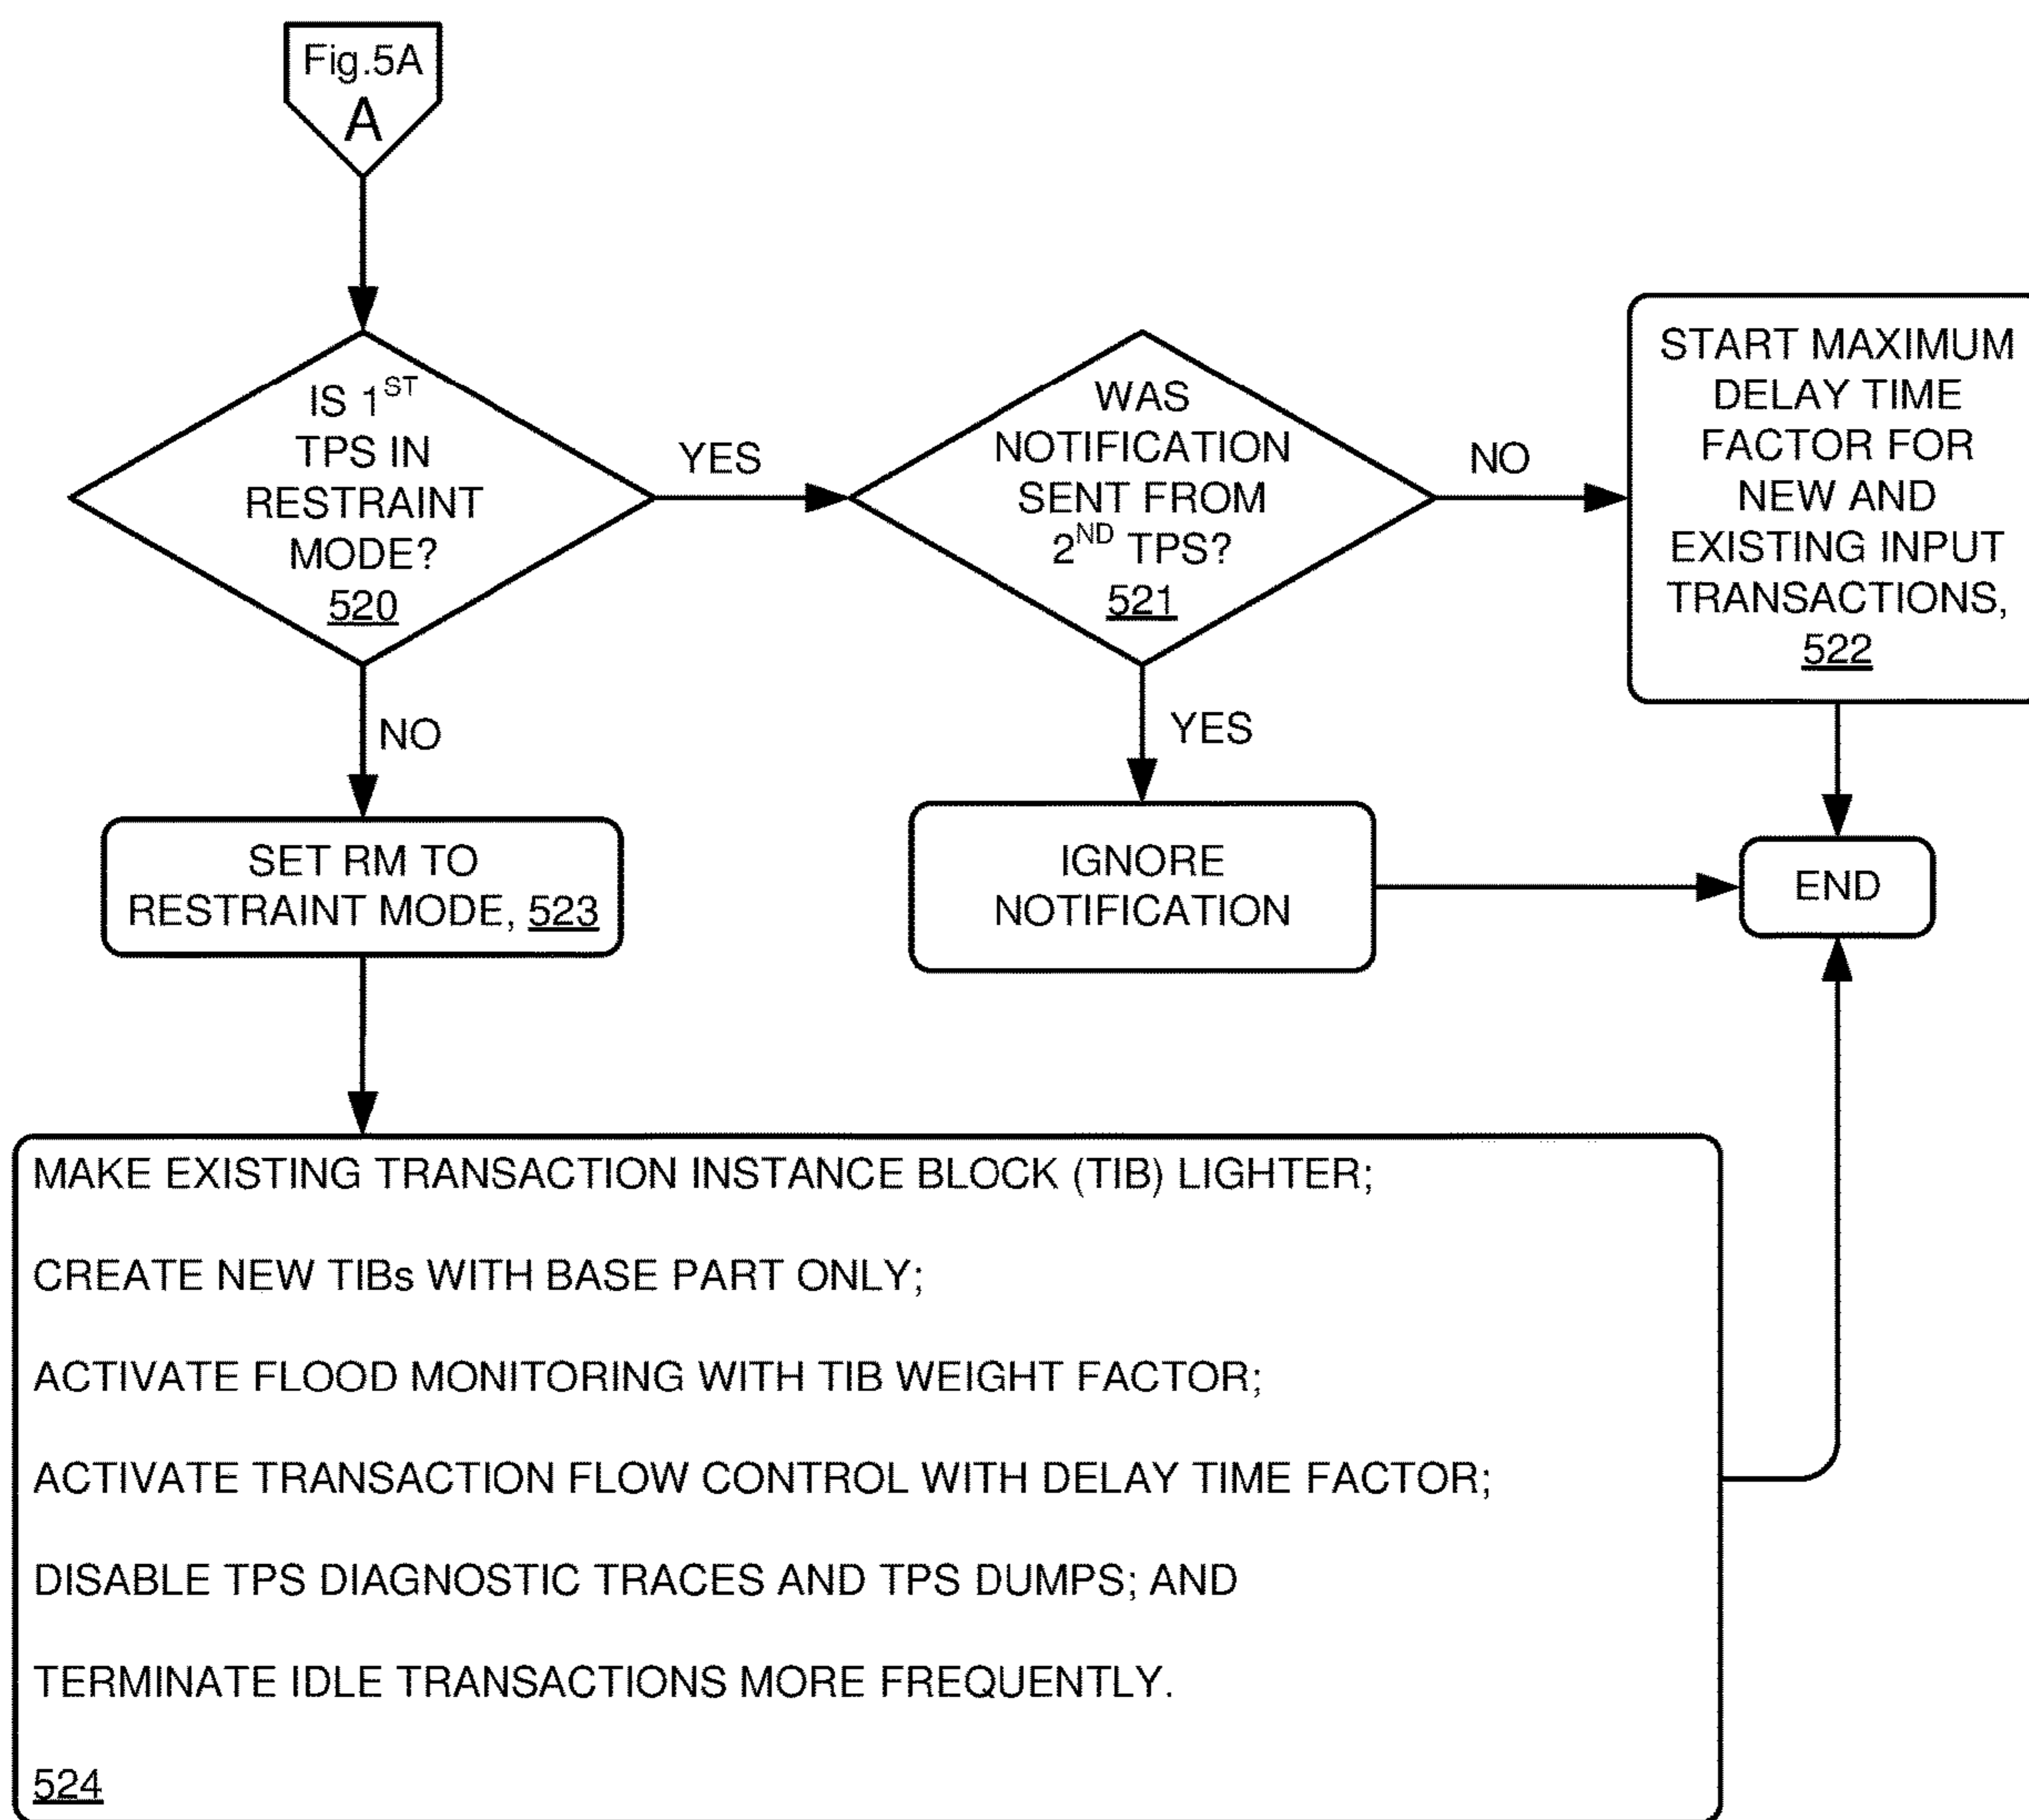 Fig.5A
A
IS 1ST
TPS IN
RESTRAINT
MODE?
520
YES
WAS
NOTIFICATION
SENT FROM
2ND TPS?
521
NO
START MAXIMUM
DELAY TIME
FACTOR FOR
NEW AND
EXISTING INPUT
TRANSACTIONS,
522
NO
YES
SET RM TO
RESTRAINT MODE, 523
IGNORE
NOTIFICATION
END
MAKE EXISTING TRANSACTION INSTANCE BLOCK (TIB) LIGHTER;
CREATE NEW TIBs WITH BASE PART ONLY;
ACTIVATE FLOOD MONITORING WITH TIB WEIGHT FACTOR;
ACTIVATE TRANSACTION FLOW CONTROL WITH DELAY TIME FACTOR;
DISABLE TPS DIAGNOSTIC TRACES AND TPS DUMPS; AND
TERMINATE IDLE TRANSACTIONS MORE FREQUENTLY.
524